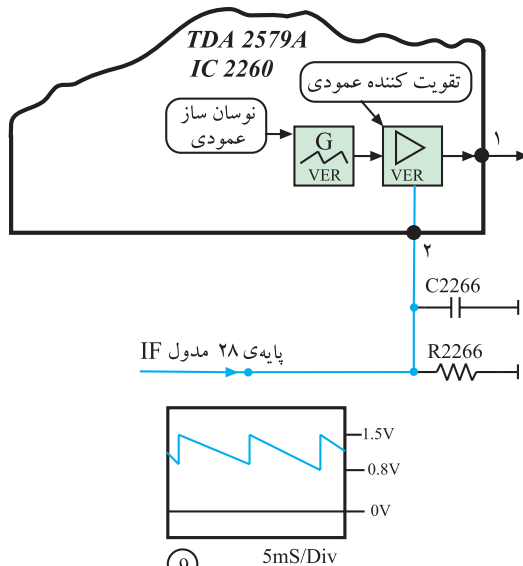 TDA 2579A
IC 2260
تقویت کننده عمودی
نوسان ساز
عمودی
G
VER
VER
۱
۲
C2266
R2266
پایه‌ی ۲۸ مدول IF
1.5V
0.8V
0V
9
5mS/Div